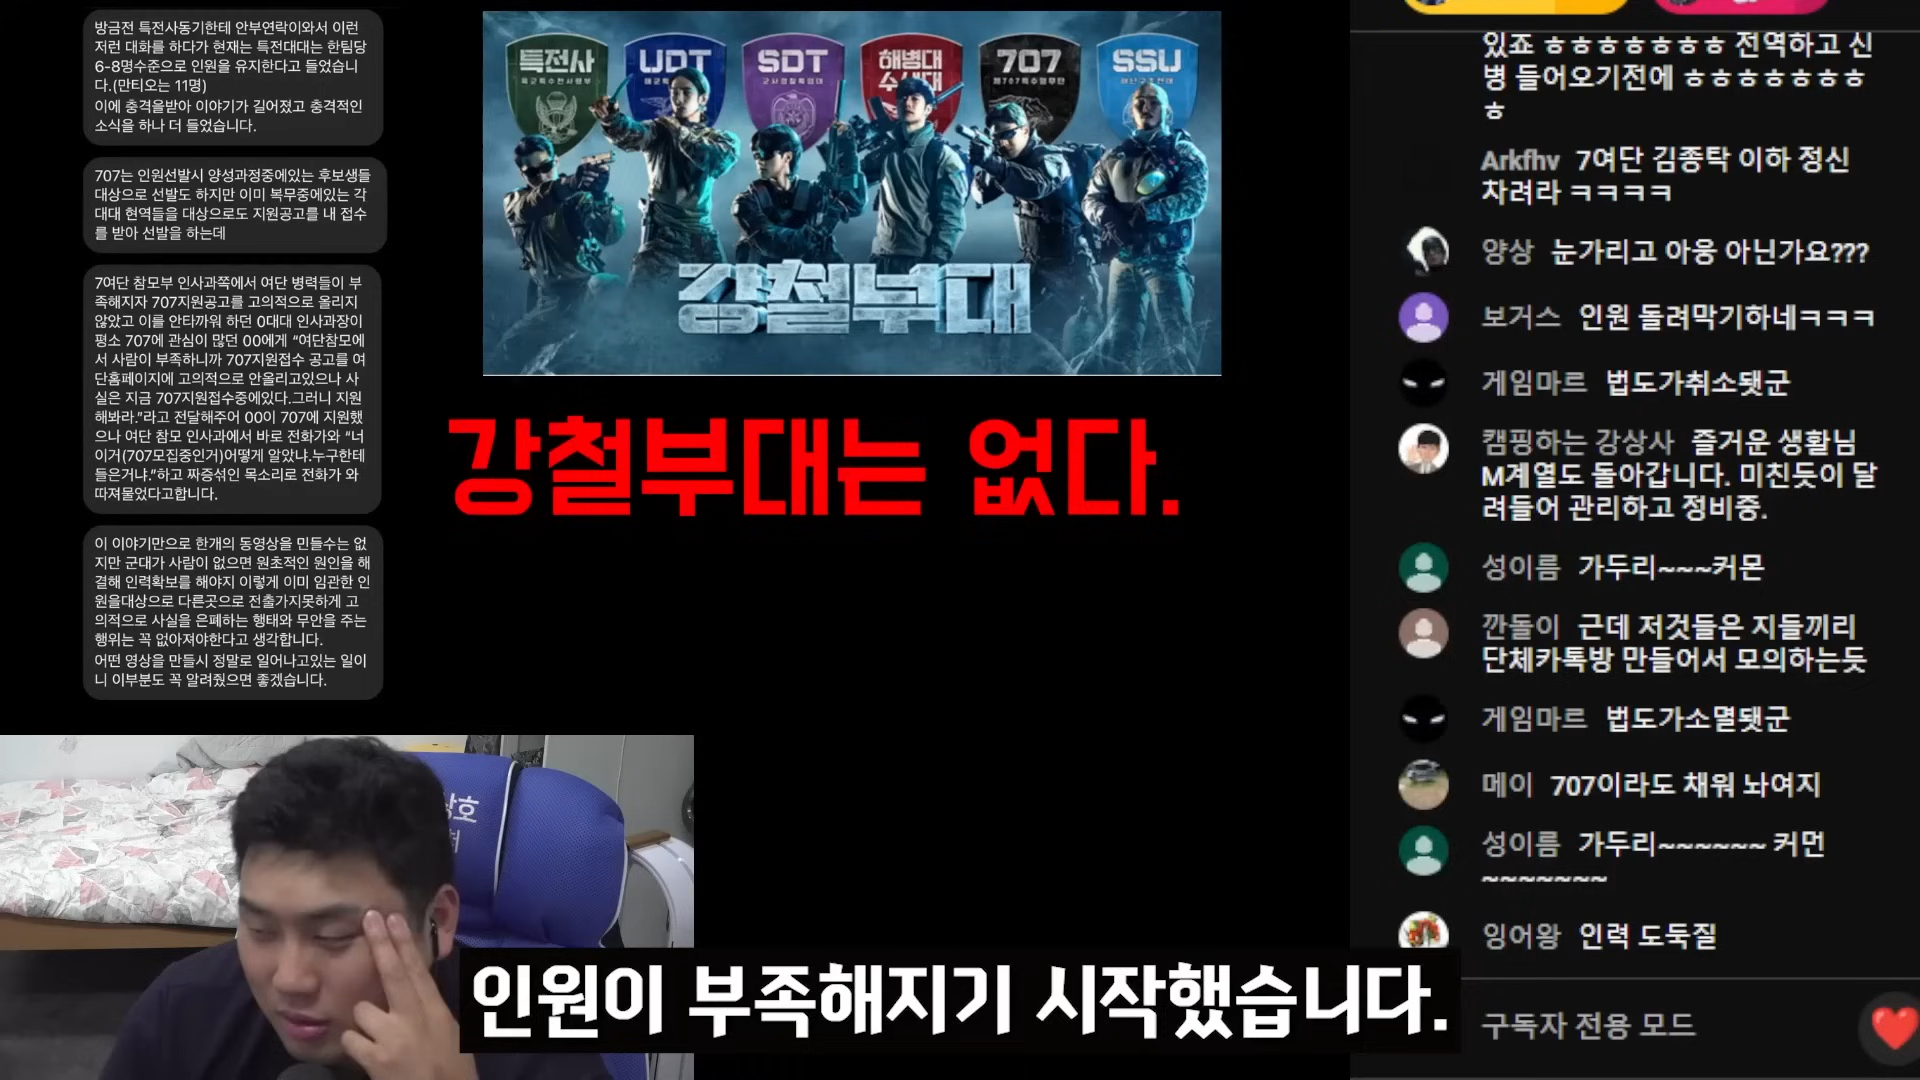 방금전 특전사동기한테 안부연락이와서 이런
저런 대화를 하다가 현재는 특전대대는 한팀당
6-8명수준으로 인원을 유지한다고 들었습니
다.(만티오는 11명)
이에 충격을받아 이야기가 길어졌고 충격적인
소식을 하나 더 들었습니다.
707는 인원선발시 양성과정중에있는 후보생들
대상으로 선발도 하지만 이미 복무중에있는 각
대대 현역들을 대상으로도 지원공고를 내 접수
를 받아 선발을 하는데
7여단 참모부 인사과쪽에서 여단 병력들이 부
족해지자 707지원공고를 고의적으로 올리지
않았고 이를 안타까워 하던 0대대 인사과장이
평소 707에 관심이 많던 00에게 “여단참모에
서 사람이 부족하니까 707지원접수 공고를 여
단홈페이지에 고의적으로 안올리고있으나 사
실은 지금 707지원접수중에있다.그러니 지원
해봐라.”라고 전달해주어 00이 707에 지원했
으나 여단 참모 인사과에서 바로 전화가와 “너
이거(707모집중인거)어떻게 알았냐.누구한테
들은거냐.”하고 짜증섞인 목소리로 전화가 와
따져물었다고합니다.
이 이야기만으로 한개의 동영상을 민들수는 없
지만 군대가 사람이 없으면 원초적인 원인을 해
결해 인력확보를 해야지 이렇게 이미 임관한 인
원을대상으로 다른곳으로 전출가지못하게 고
의적으로 사실을 은폐하는 행태와 무안을 주는
행위는 꼭 없아져야한다고 생각합니다.
어떤 영상을 만들시 정말로 일어나고있는 일이
니 이부분도 꼭 알려줬으면 좋겠습니다.
특전사 UDT SDT 해병대 수색대 707 SSU
강철부대
강철부대는 없다.
인원이 부족해지기 시작했습니다.
있죠 ㅎㅎㅎㅎㅎㅎㅎ 전역하고 신
병 들어오기전에 ㅎㅎㅎㅎㅎㅎㅎ
ㅎ
Arkfhv 7여단 김종탁 이하 정신
차려라 ㅋㅋㅋㅋ
양상 눈가리고 아웅 아닌가요???
보거스 인원 돌려막기하네ㅋㅋㅋ
게임마르 법도가취소됏군
캠핑하는 강상사 즐거운 생활님
M계열도 돌아갑니다. 미친듯이 달
려들어 관리하고 정비중.
성이름 가두리~~~커몬
깐돌이 근데 저것들은 지들끼리
단체카톡방 만들어서 모의하는듯
게임마르 법도가소멸됏군
메이 707이라도 채워 놔여지
성이름 가두리~~~~~~ 커먼
~~~~~~~
잉어왕 인력 도둑질
구독자 전용 모드